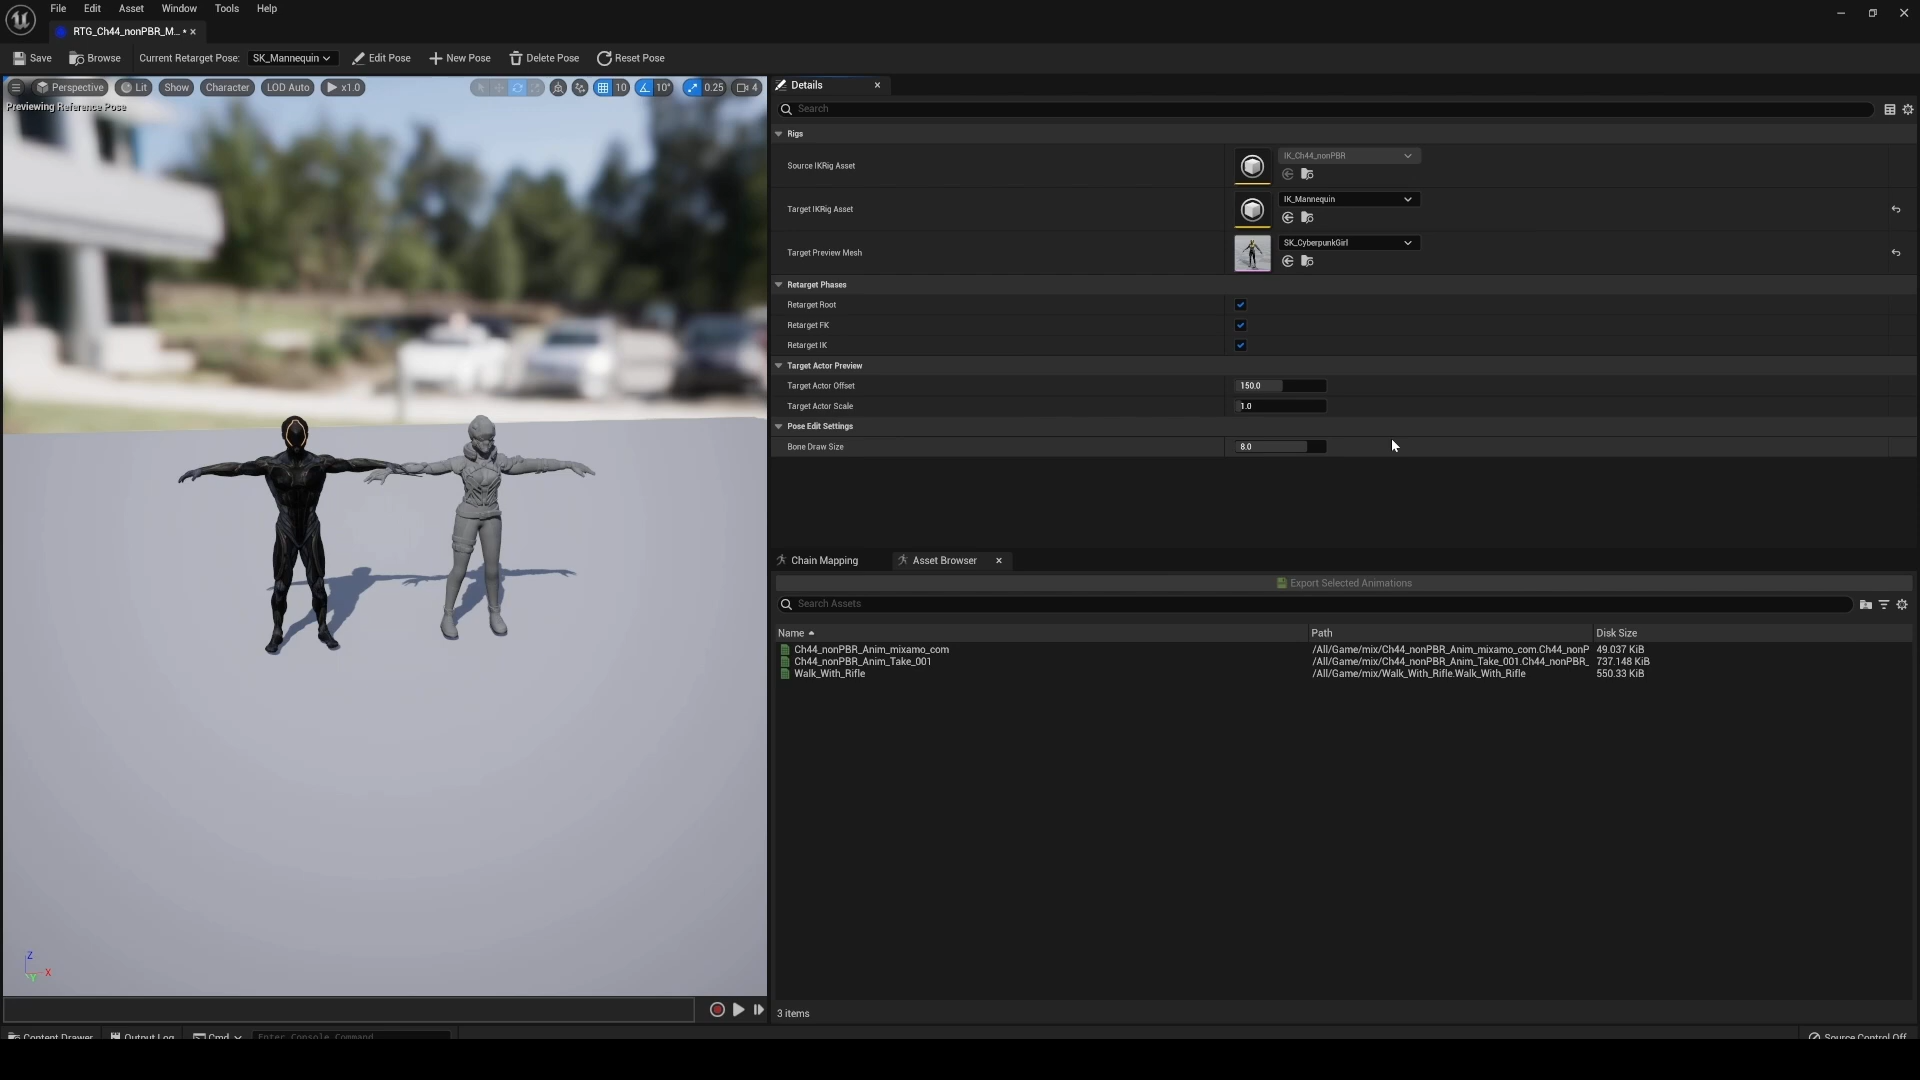 File Edit Asset Window Tools Help
RTG_Ch44_nonPBR_M... *
Save Browse Current Retarget Pose: SK_Mannequin Edit Pose New Pose Delete Pose Reset Pose
Perspective Lit Show Character LOD Auto x1.0 10 10° 0.25 4
Previewing Reference Pose
Z
X
Y
Details
Search
Rigs
Source IKRig Asset
IK_Ch44_nonPBR
Target IKRig Asset
IK_Mannequin
Target Preview Mesh
SK_CyberpunkGirl
Retarget Phases
Retarget Root
Retarget FK
Retarget IK
Target Actor Preview
Target Actor Offset 150.0
Target Actor Scale 1.0
Pose Edit Settings
Bone Draw Size 8.0
Chain Mapping Asset Browser
Export Selected Animations
Search Assets
Name Path Disk Size
Ch44_nonPBR_Anim_mixamo_com /All/Game/mix/Ch44_nonPBR_Anim_mixamo_com.Ch44_nonP 49.037 KiB
Ch44_nonPBR_Anim_Take_001 /All/Game/mix/Ch44_nonPBR_Anim_Take_001.Ch44_nonPBR_ 737.148 KiB
Walk_With_Rifle /All/Game/mix/Walk_With_Rifle.Walk_With_Rifle 550.33 KiB
3 items
Content Drawer Output Log Cmd Enter Console Command Source Control Off